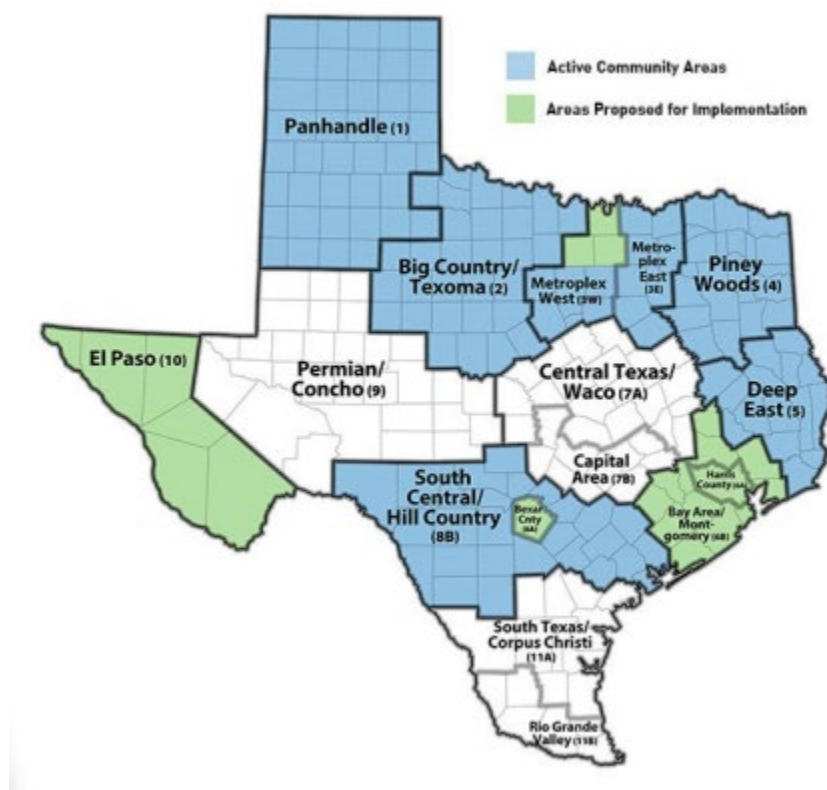 Active Community Areas
Areas Proposed for Implementation
Panhandle (1)
Big Country/
Texoma (2)
Metroplex
West (3W)
Metro-
plex
East
(3E)
Piney
Woods (4)
El Paso (10)
Permian/
Concho (9)
Central Texas/
Waco (7A)
Deep
East (5)
Capital
Area (7B)
South
Central/
Hill Country
(8B)
Bexar
Cnty
(8A)
Harris
County (6A)
Bay Area/
Mont-
gomery (6B)
South Texas/
Corpus Christi
(11A)
Rio Grande
Valley (11B)